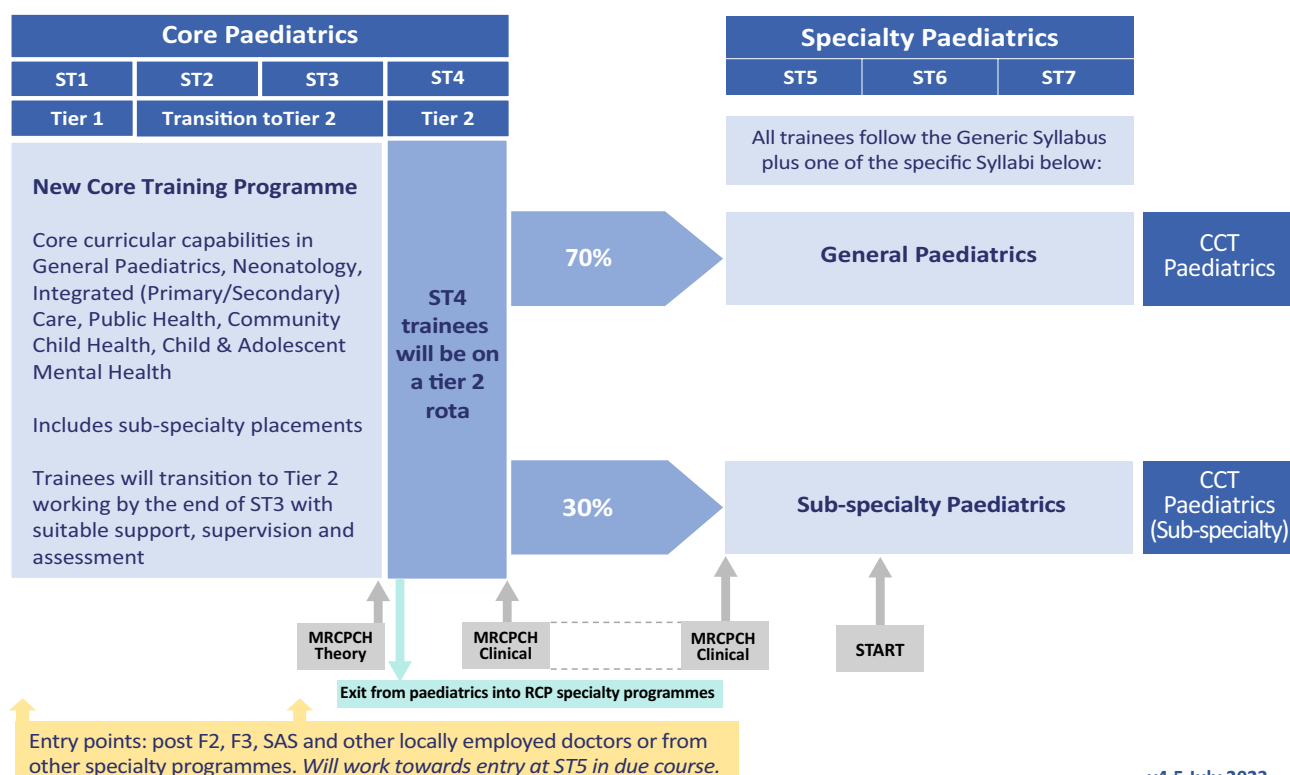 Core Paediatrics
ST1
ST2
ST3
ST4
Tier 1
Transition toTier 2
Tier 2
New Core Training Programme
Core curricular capabilities in
General Paediatrics, Neonatology,
Integrated (Primary/Secondary)
Care, Public Health, Community
Child Health, Child & Adolescent
Mental Health
Includes sub-specialty placements
Trainees will transition to Tier 2
working by the end of ST3 with
suitable support, supervision and
assessment
ST4
trainees
will be on
a tier 2
rota
70%
30%
Specialty Paediatrics
ST5
ST6
ST7
All trainees follow the Generic Syllabus
plus one of the specific Syllabi below:
General Paediatrics
CCT
Paediatrics
Sub-specialty Paediatrics
CCT
Paediatrics
(Sub-specialty)
MRCPCH
Theory
MRCPCH
Clinical
MRCPCH
Clinical
START
Exit from paediatrics into RCP specialty programmes
Entry points: post F2, F3, SAS and other locally employed doctors or from
other specialty programmes. Will work towards entry at ST5 in due course.